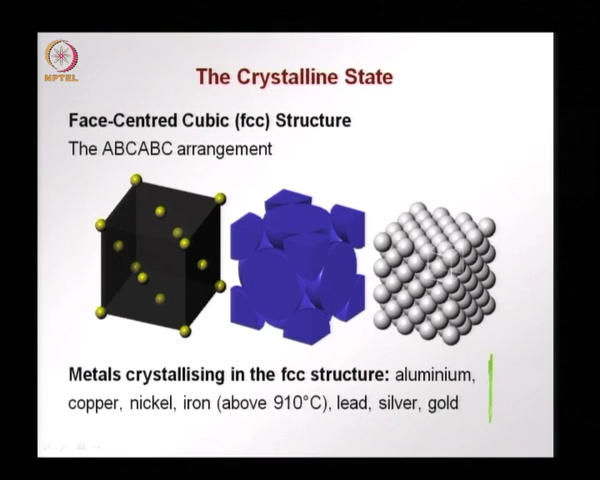 NPTEL
The Crystalline State
Face-Centred Cubic (fcc) Structure
The ABCABC arrangement
Metals crystallising in the fcc structure: aluminium,
copper, nickel, iron (above 910°C), lead, silver, gold